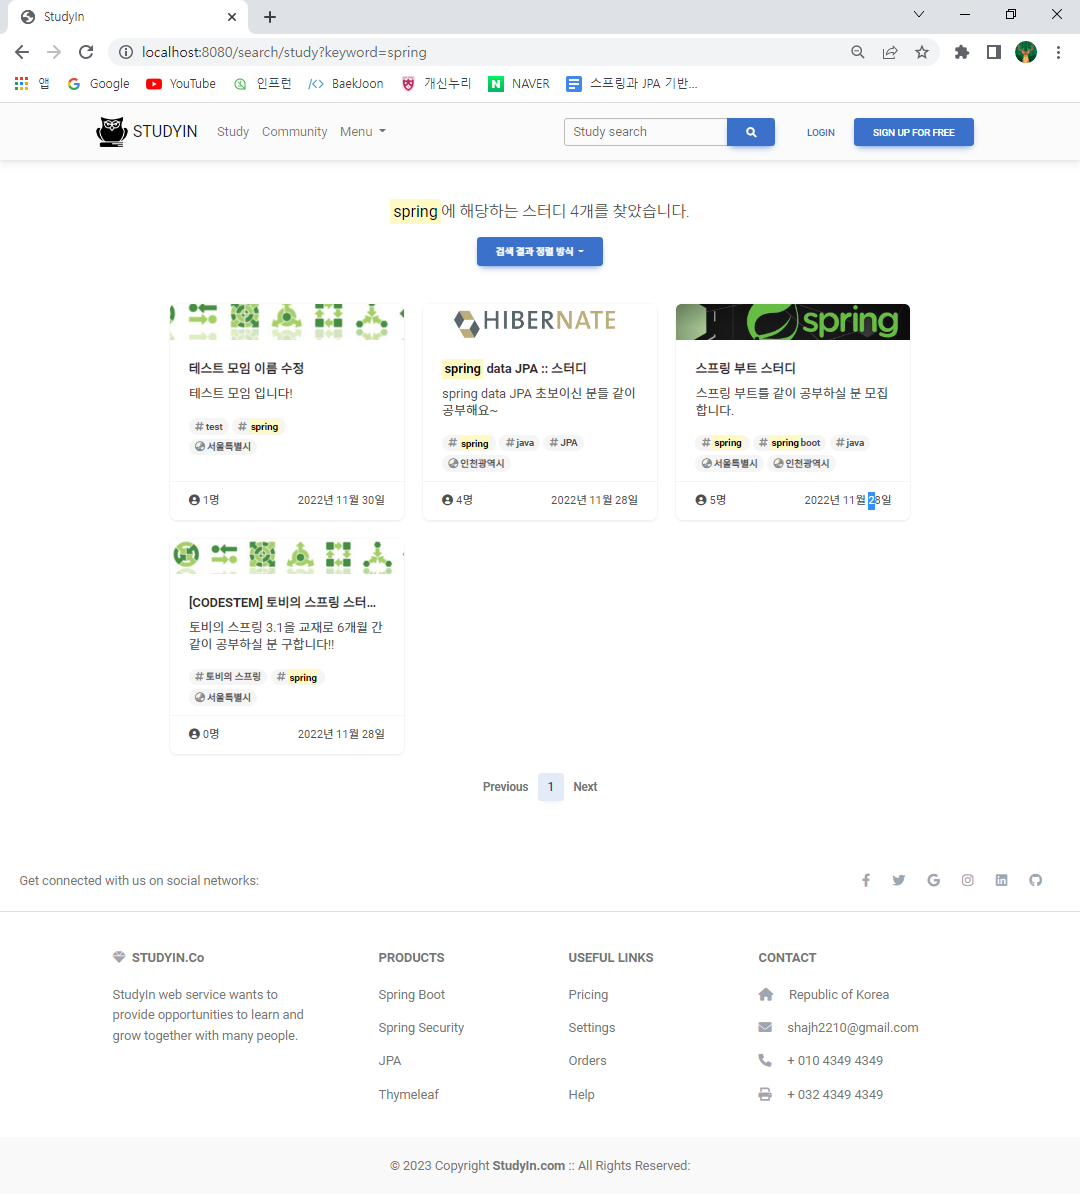 StudyIn
localhost:8080/search/study?keyword=spring
앱 Google YouTube 인프런 BaekJoon 개신누리 NAVER 스프링과 JPA 기반...
STUDYIN Study Community Menu Study search LOGIN SIGN UP FOR FREE
spring에 해당하는 스터디 4개를 찾았습니다.
검색 결과 정렬 방식
테스트 모임 이름 수정
테스트 모임 입니다!
# test # spring
서울특별시
1명 2022년 11월 30일
HIBERNATE
spring data JPA :: 스터디
spring data JPA 초보이신 분들 같이
공부해요~
# spring # java # JPA
인천광역시
4명 2022년 11월 28일
spring
스프링 부트 스터디
스프링 부트를 같이 공부하실 분 모집
합니다.
# spring # springboot # java
서울특별시 인천광역시
5명 2022년 11월 28일
[CODESTEM] 토비의 스프링 스터...
토비의 스프링 3.1을 교재로 6개월 간
같이 공부하실 분 구합니다!!
# 토비의 스프링 # spring
서울특별시
0명 2022년 11월 28일
Previous 1 Next
Get connected with us on social networks:
STUDYIN.Co
StudyIn web service wants to
provide opportunities to learn and
grow together with many people.
PRODUCTS
Spring Boot
Spring Security
JPA
Thymeleaf
USEFUL LINKS
Pricing
Settings
Orders
Help
CONTACT
Republic of Korea
shajh2210@gmail.com
+ 010 4349 4349
+ 032 4349 4349
© 2023 Copyright StudyIn.com :: All Rights Reserved: